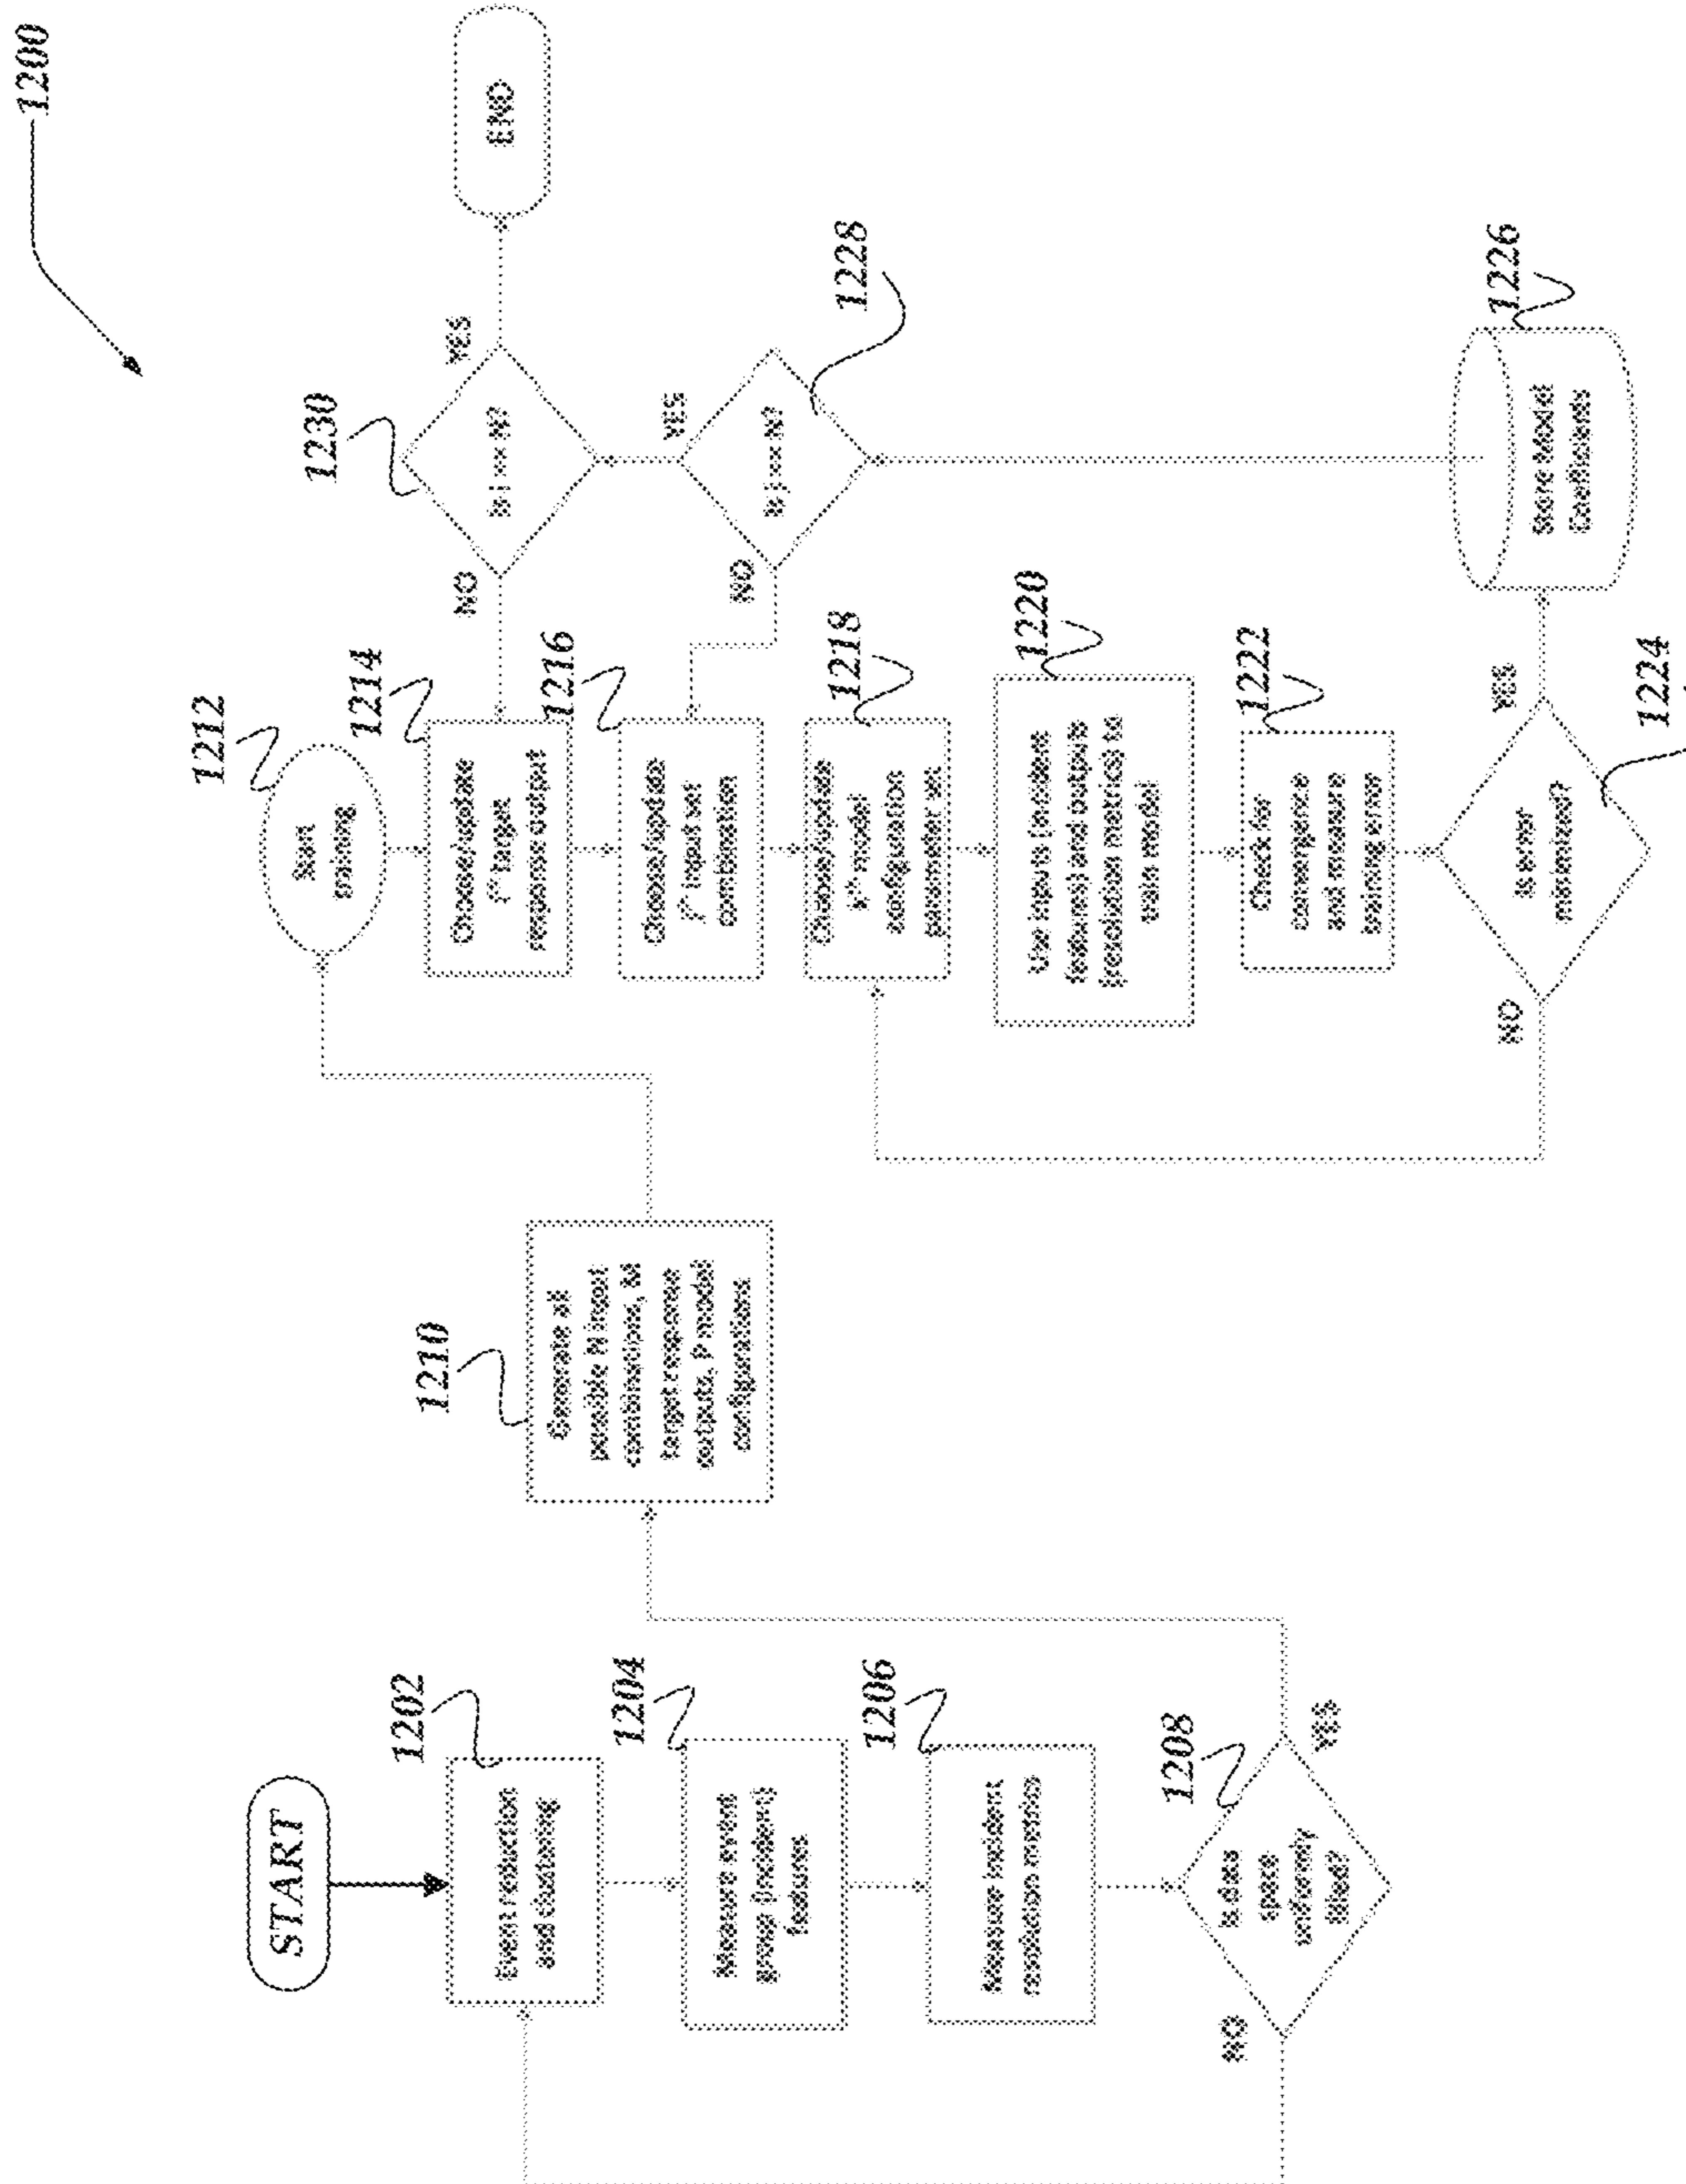 1200
START
1202
Event reduction
and clustering
1204
Measure event
group (incident)
features
1206
Measure incident
resolution metrics
1208
Is data
space
uniformly
filled?
NO
YES
1210
Generate all
possible N input
combinations, M
target response
outputs, P model
configurations
1212
Start
training
1214
Choose/update
target
response output
1216
Choose/update
input set
combination
1218
Choose/update
model
configuration
parameter set
1220
Use inputs (incident
features) and outputs
(resolution metrics) to
train model
1222
Check for
convergence
and measure
training error
1224
Is error
minimized?
NO
YES
1226
Store Model
Coefficients
1228
Is j == N?
NO
YES
1230
Is i ==
NO
YES
END